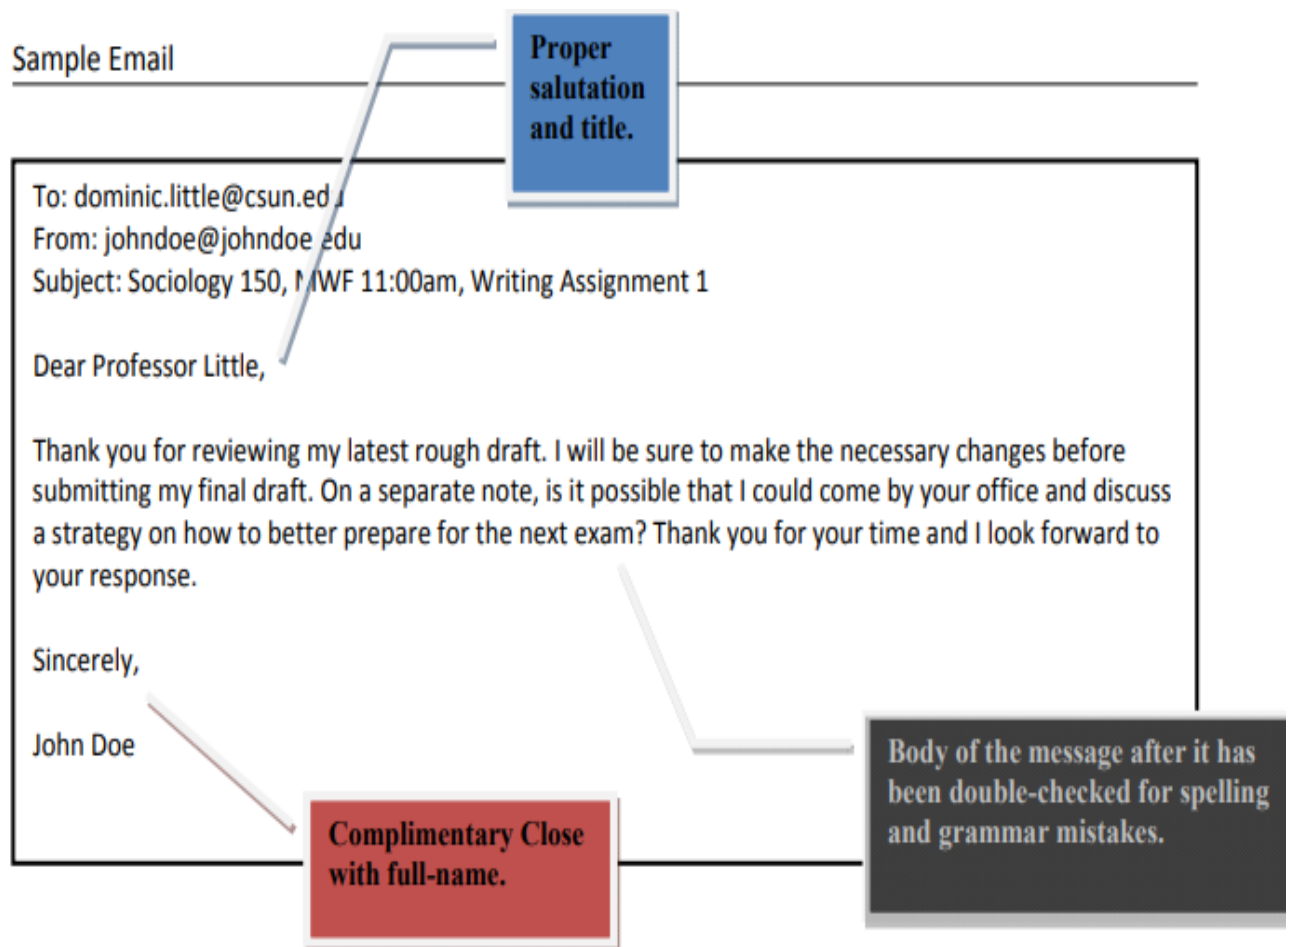 Sample Email
Proper
salutation
and title.
To: dominic.little@csun.edu
From: johndoe@johndoe.edu
Subject: Sociology 150, MWF 11:00am, Writing Assignment 1
Dear Professor Little,
Thank you for reviewing my latest rough draft. I will be sure to make the necessary changes before
submitting my final draft. On a separate note, is it possible that I could come by your office and discuss
a strategy on how to better prepare for the next exam? Thank you for your time and I look forward to
your response.
Sincerely,
John Doe
Body of the message after it has
been double-checked for spelling
and grammar mistakes.
Complimentary Close
with full-name.